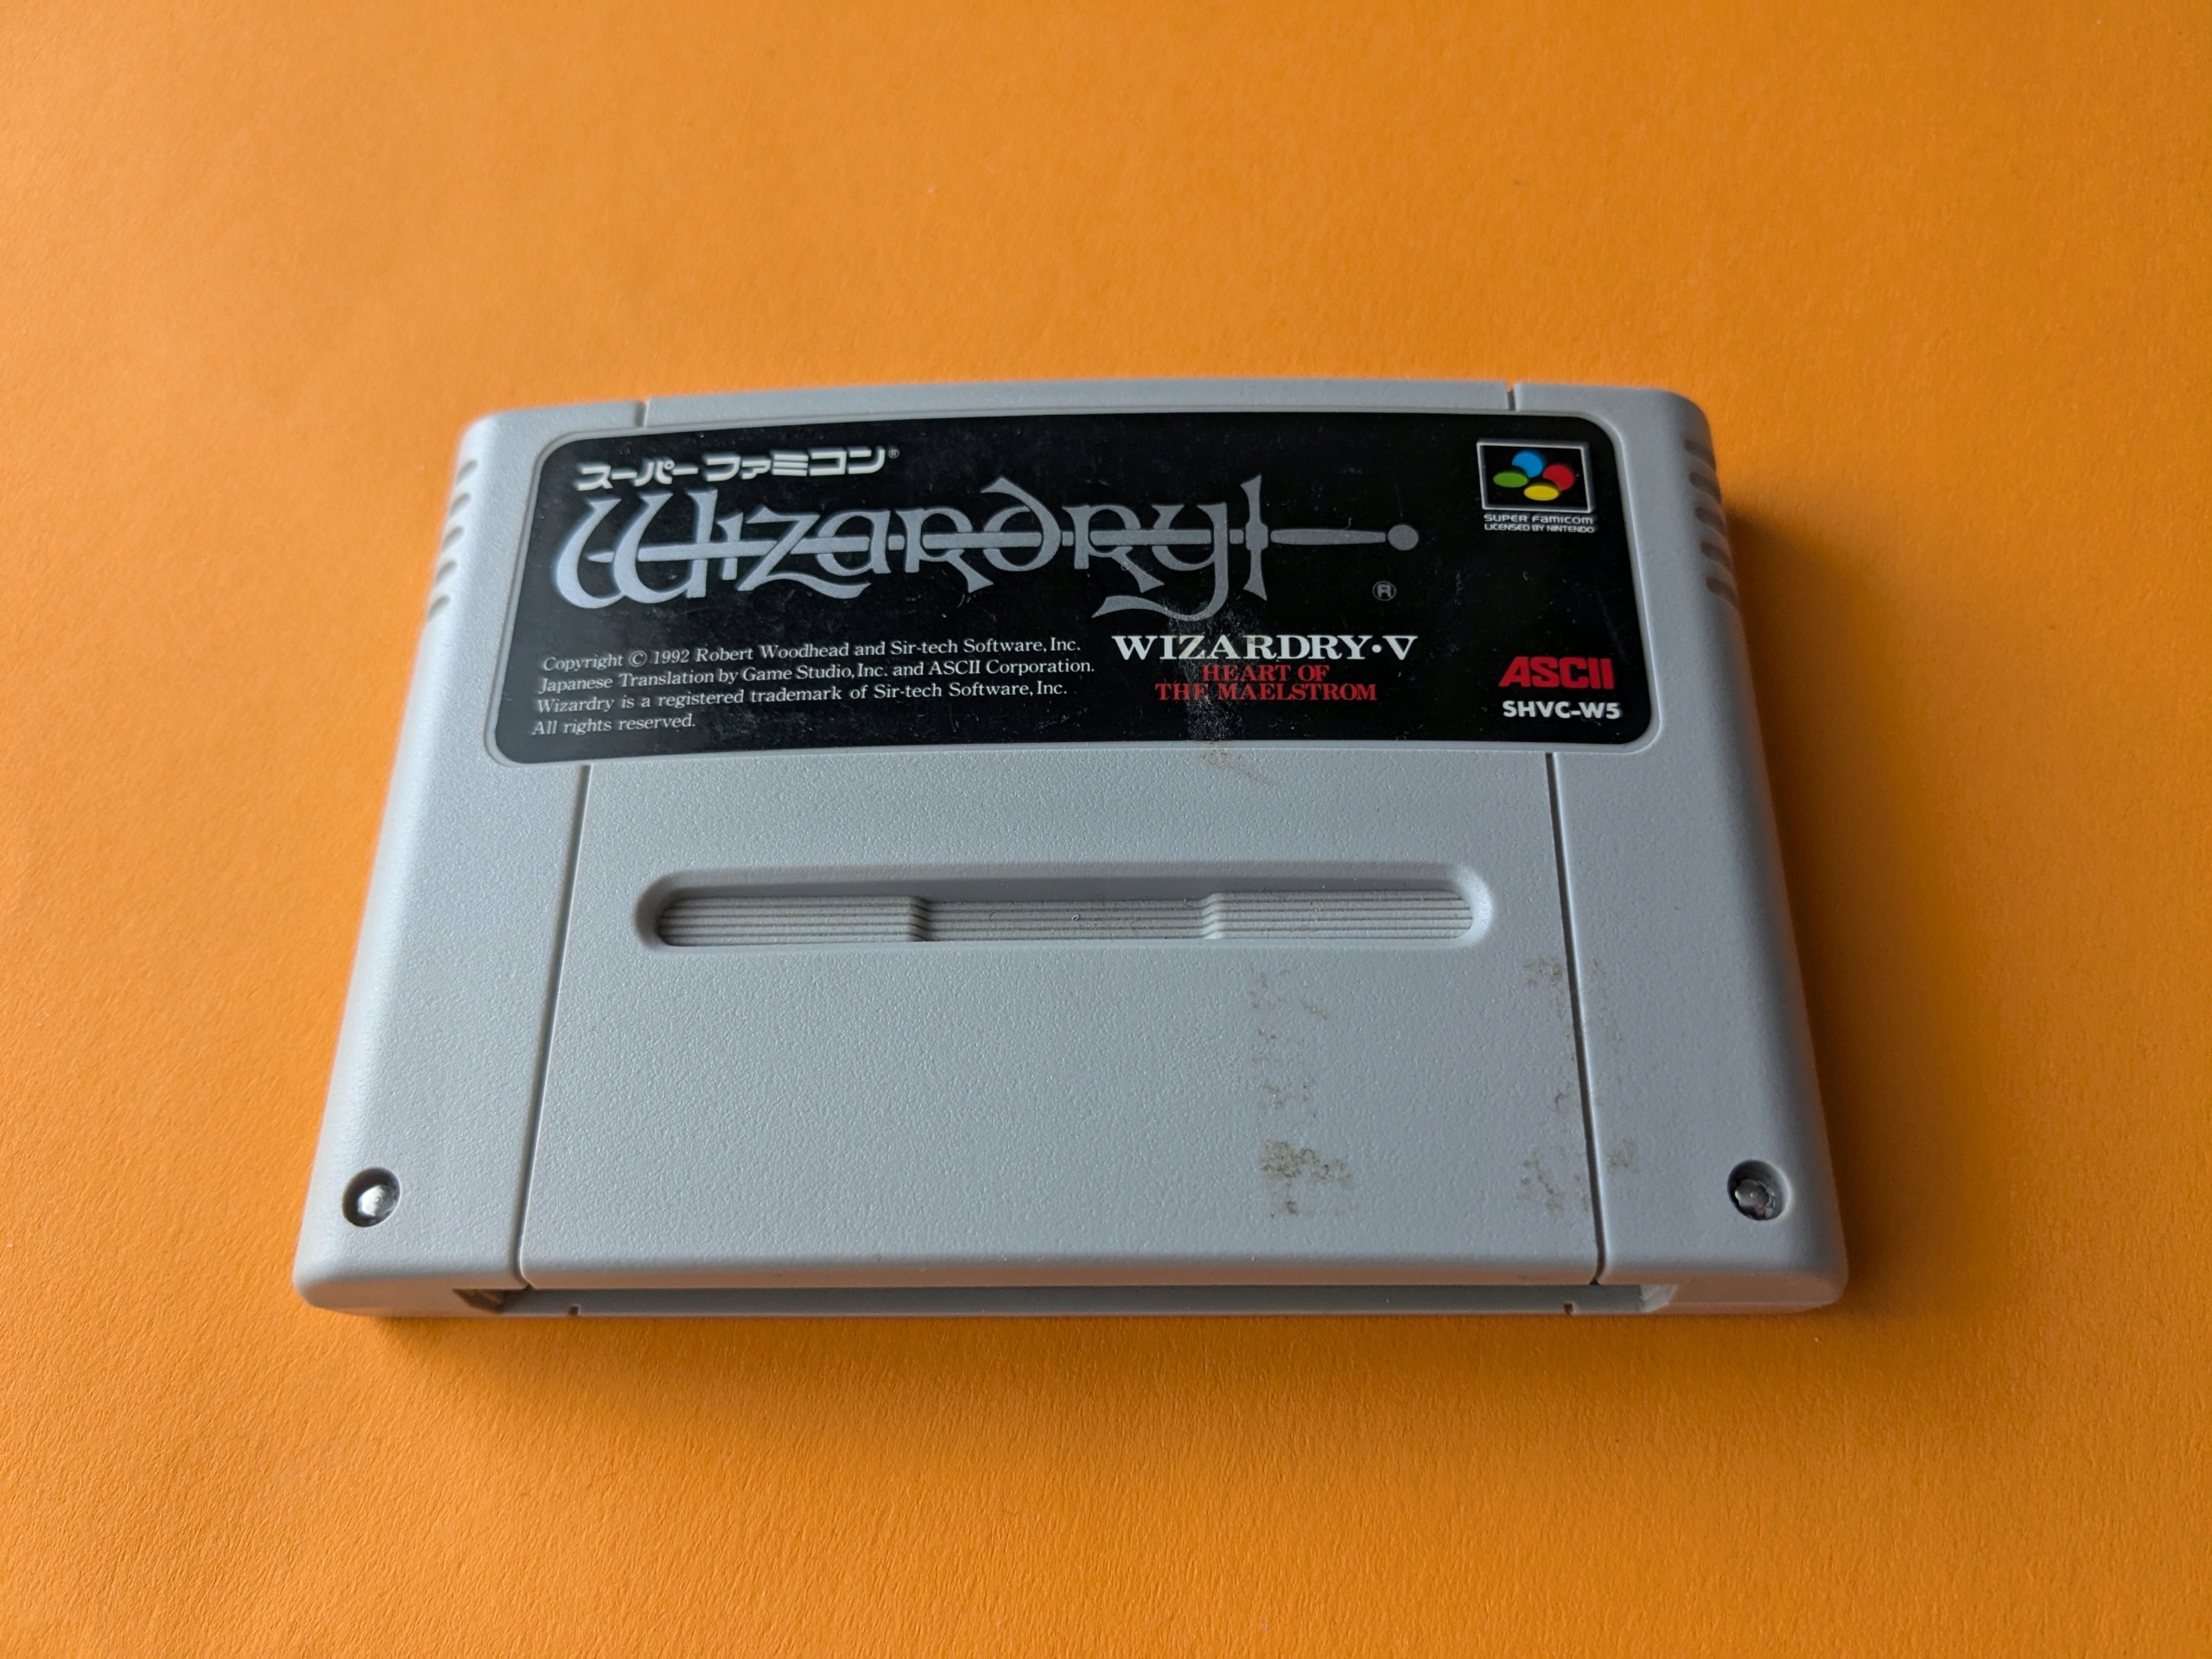 スーパーファミコン®
Wizardry
®
SUPER FAMICOM
LICENSED BY NINTENDO
Copyright © 1992 Robert Woodhead and Sir-tech Software, Inc.
Japanese Translation by Game Studio, Inc. and ASCII Corporation.
Wizardry is a registered trademark of Sir-tech Software, Inc.
All rights reserved.
WIZARDRY·V
HEART OF
THE MAELSTROM
ASCII
SHVC-W5